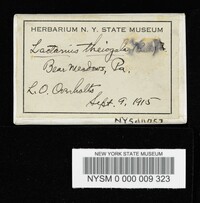 HERBARIUM N. Y. STATE MUSEUM
Lactarius theiogalus
Bear Meadows, Pa.
L. O. Overholts
Sept. 9, 1915
NEW YORK STATE MUSEUM
NYSM 0 000 009 323